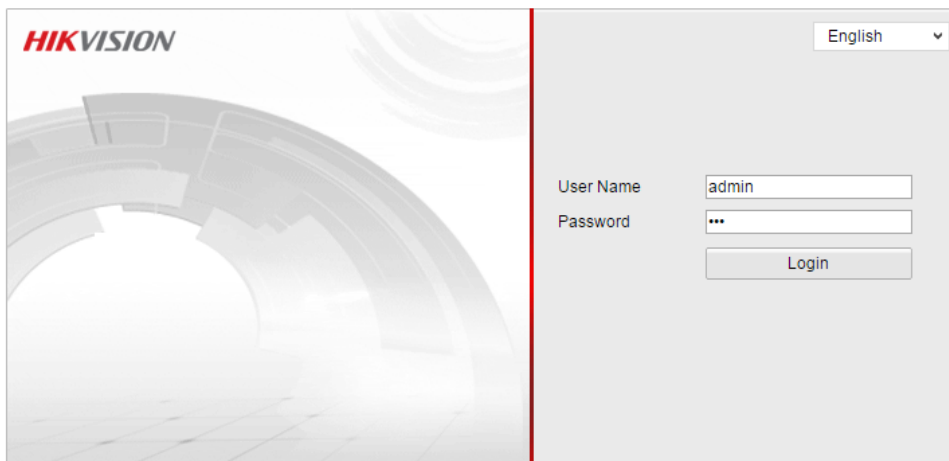 HIKVISION
English
User Name
admin
Password
•••
Login